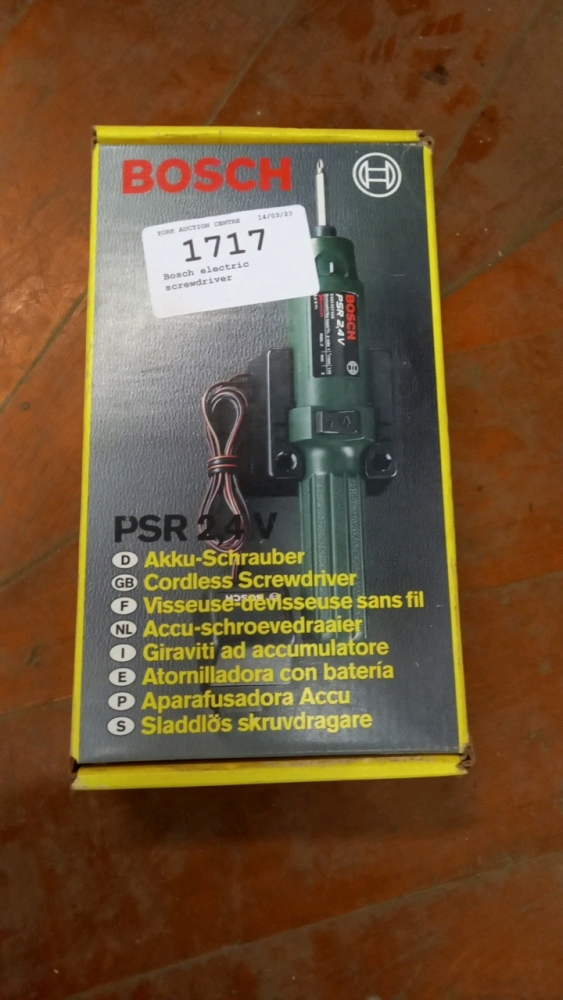 BOSCH
YORK AUCTION CENTRE 14/03/23
1717
Bosch electric
screwdriver
BOSCH
PSR 2,4 V
PSR 2,4 V
BOSCH
D Akku-Schrauber
GB Cordless Screwdriver
F Visseuse-dévisseuse sans fil
NL Accu-schroevedraaier
I Giraviti ad accumulatore
E Atornilladora con batería
P Aparafusadora Accu
S Sladdlös skruvdragare